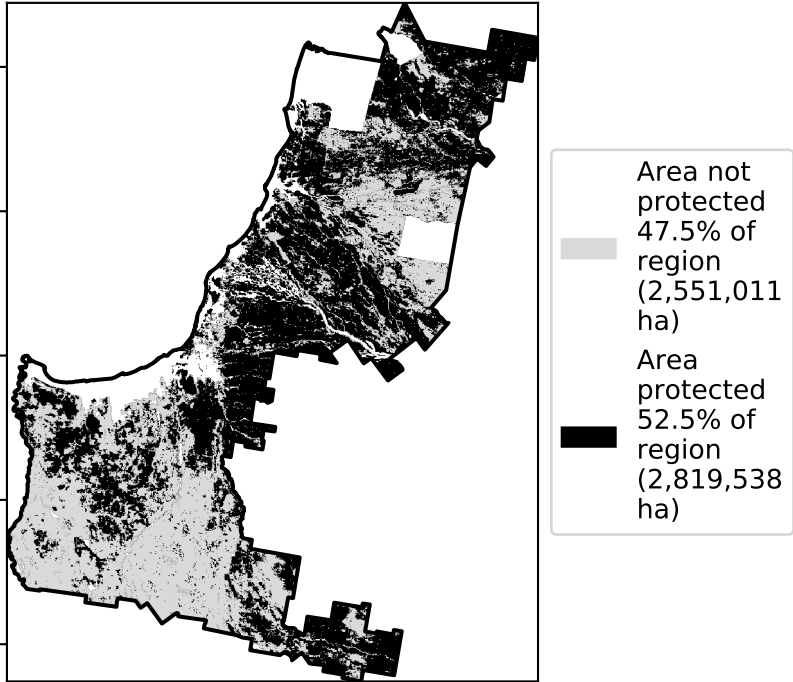 Area not
protected
47.5% of
region
(2,551,011
ha)
Area
protected
52.5% of
region
(2,819,538
ha)